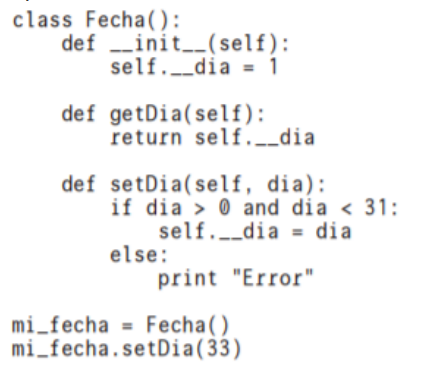 class Fecha():
    def __init__(self):
        self.__dia = 1

    def getDia(self):
        return self.__dia

    def setDia(self, dia):
        if dia > 0 and dia < 31:
            self.__dia = dia
        else:
            print "Error"

mi_fecha = Fecha()
mi_fecha.setDia(33)